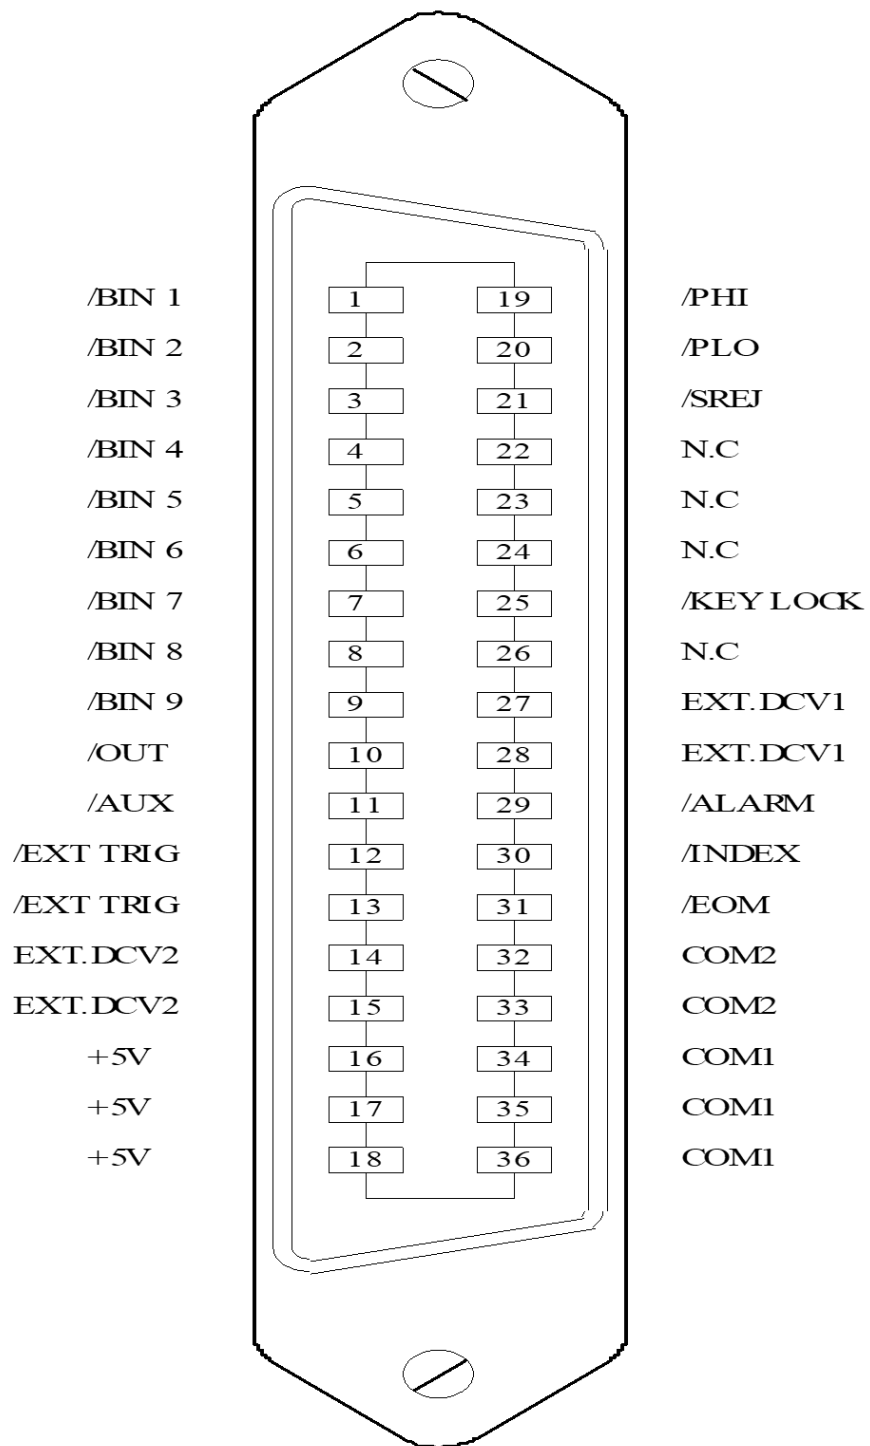 /BIN 1 1 19 /PHI
/BIN 2 2 20 /PLO
/BIN 3 3 21 /SREJ
/BIN 4 4 22 N.C
/BIN 5 5 23 N.C
/BIN 6 6 24 N.C
/BIN 7 7 25 /KEY LOCK
/BIN 8 8 26 N.C
/BIN 9 9 27 EXT.DCV1
/OUT 10 28 EXT.DCV1
/AUX 11 29 /ALARM
/EXT TRIG 12 30 /INDEX
/EXT TRIG 13 31 /EOM
EXT.DCV2 14 32 COM2
EXT.DCV2 15 33 COM2
+5V 16 34 COM1
+5V 17 35 COM1
+5V 18 36 COM1